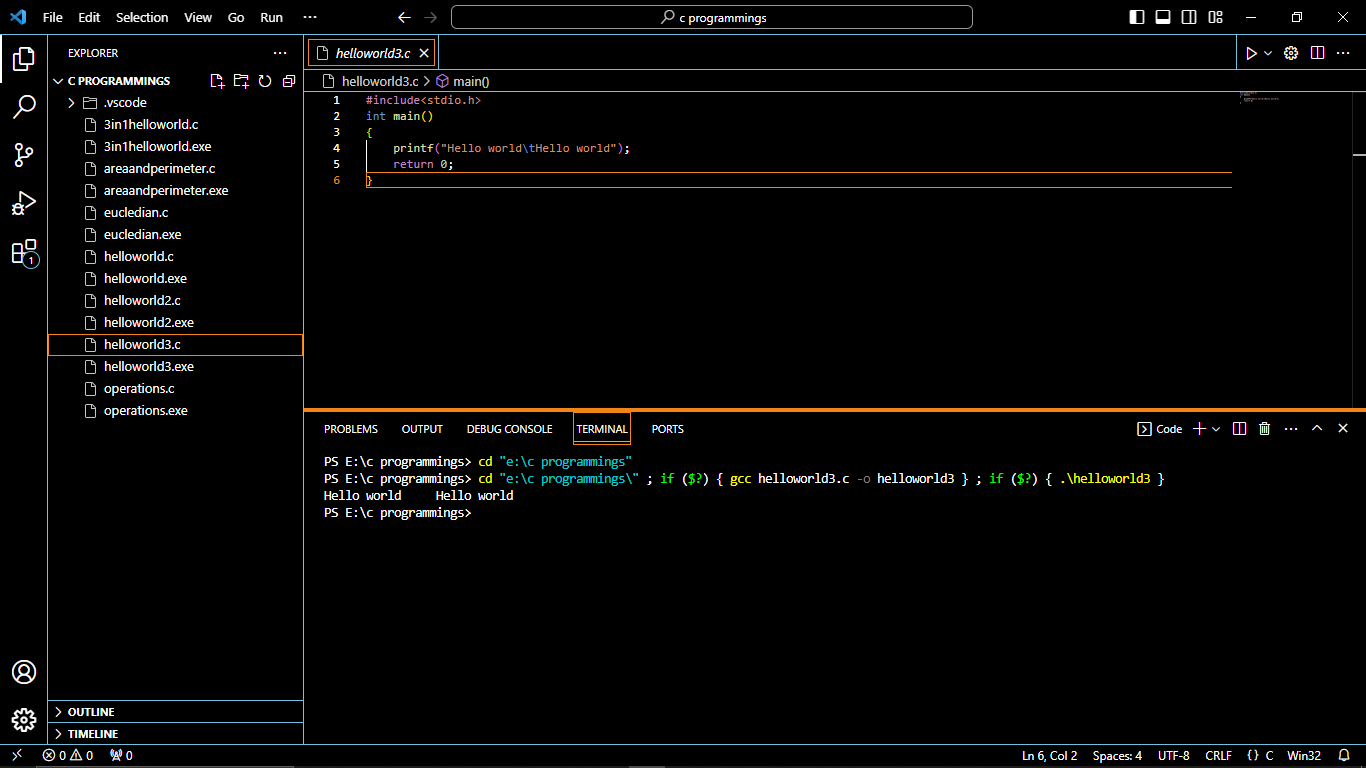 File Edit Selection View Go Run ··· c programmings
EXPLORER ···
C PROGRAMMINGS
.vscode
3in1helloworld.c
3in1helloworld.exe
areaandperimeter.c
areaandperimeter.exe
eucledian.c
eucledian.exe
helloworld.c
helloworld.exe
helloworld2.c
helloworld2.exe
helloworld3.c
helloworld3.exe
operations.c
operations.exe
1
OUTLINE
TIMELINE
helloworld3.c
helloworld3.c > main()
1 #include<stdio.h>
2 int main()
3 {
4 printf("Hello world\tHello world");
5 return 0;
6 }
PROBLEMS OUTPUT DEBUG CONSOLE TERMINAL PORTS Code
PS E:\c programmings> cd "e:\c programmings"
PS E:\c programmings> cd "e:\c programmings\" ; if ($?) { gcc helloworld3.c -o helloworld3 } ; if ($?) { .\helloworld3 }
Hello world     Hello world
PS E:\c programmings>
0 0 0 Ln 6, Col 2 Spaces: 4 UTF-8 CRLF {} C Win32